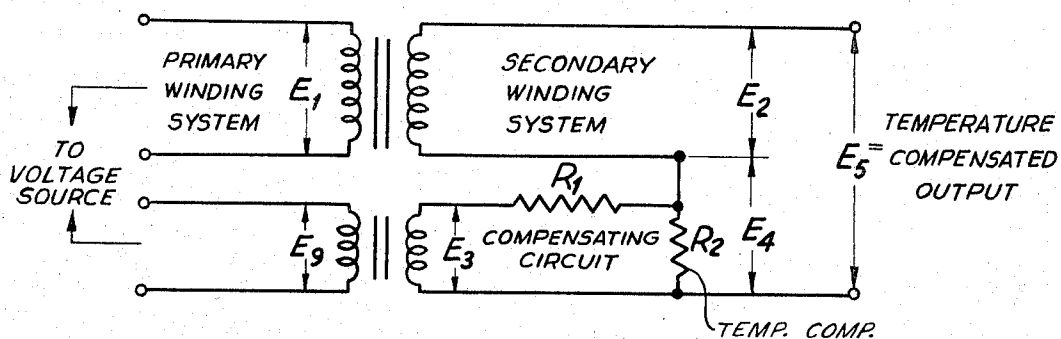 PRIMARY
WINDING
SYSTEM
E1
SECONDARY
WINDING
SYSTEM
E2
TO
VOLTAGE
SOURCE
E5 =
TEMPERATURE
COMPENSATED
OUTPUT
R1
E9
E3
COMPENSATING
CIRCUIT
R2
E4
TEMP. COMP.